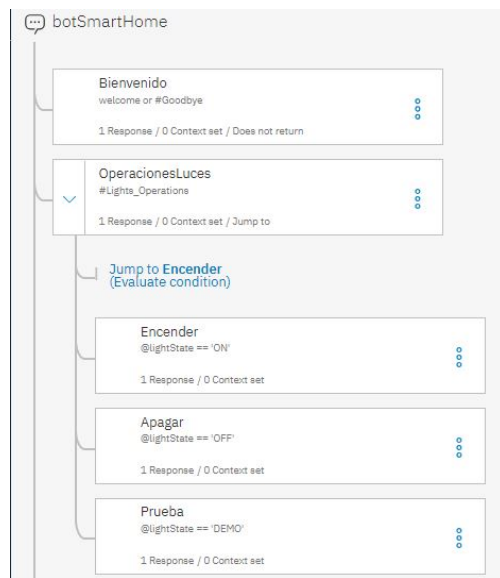 botSmartHome
Bienvenido
welcome or #Goodbye
1 Response / 0 Context set / Does not return
OperacionesLuces
#Lights_Operations
1 Response / 0 Context set / Jump to
Jump to Encender
(Evaluate condition)
Encender
@lightState == 'ON'
1 Response / 0 Context set
Apagar
@lightState == 'OFF'
1 Response / 0 Context set
Prueba
@lightState == 'DEMO'
1 Response / 0 Context set